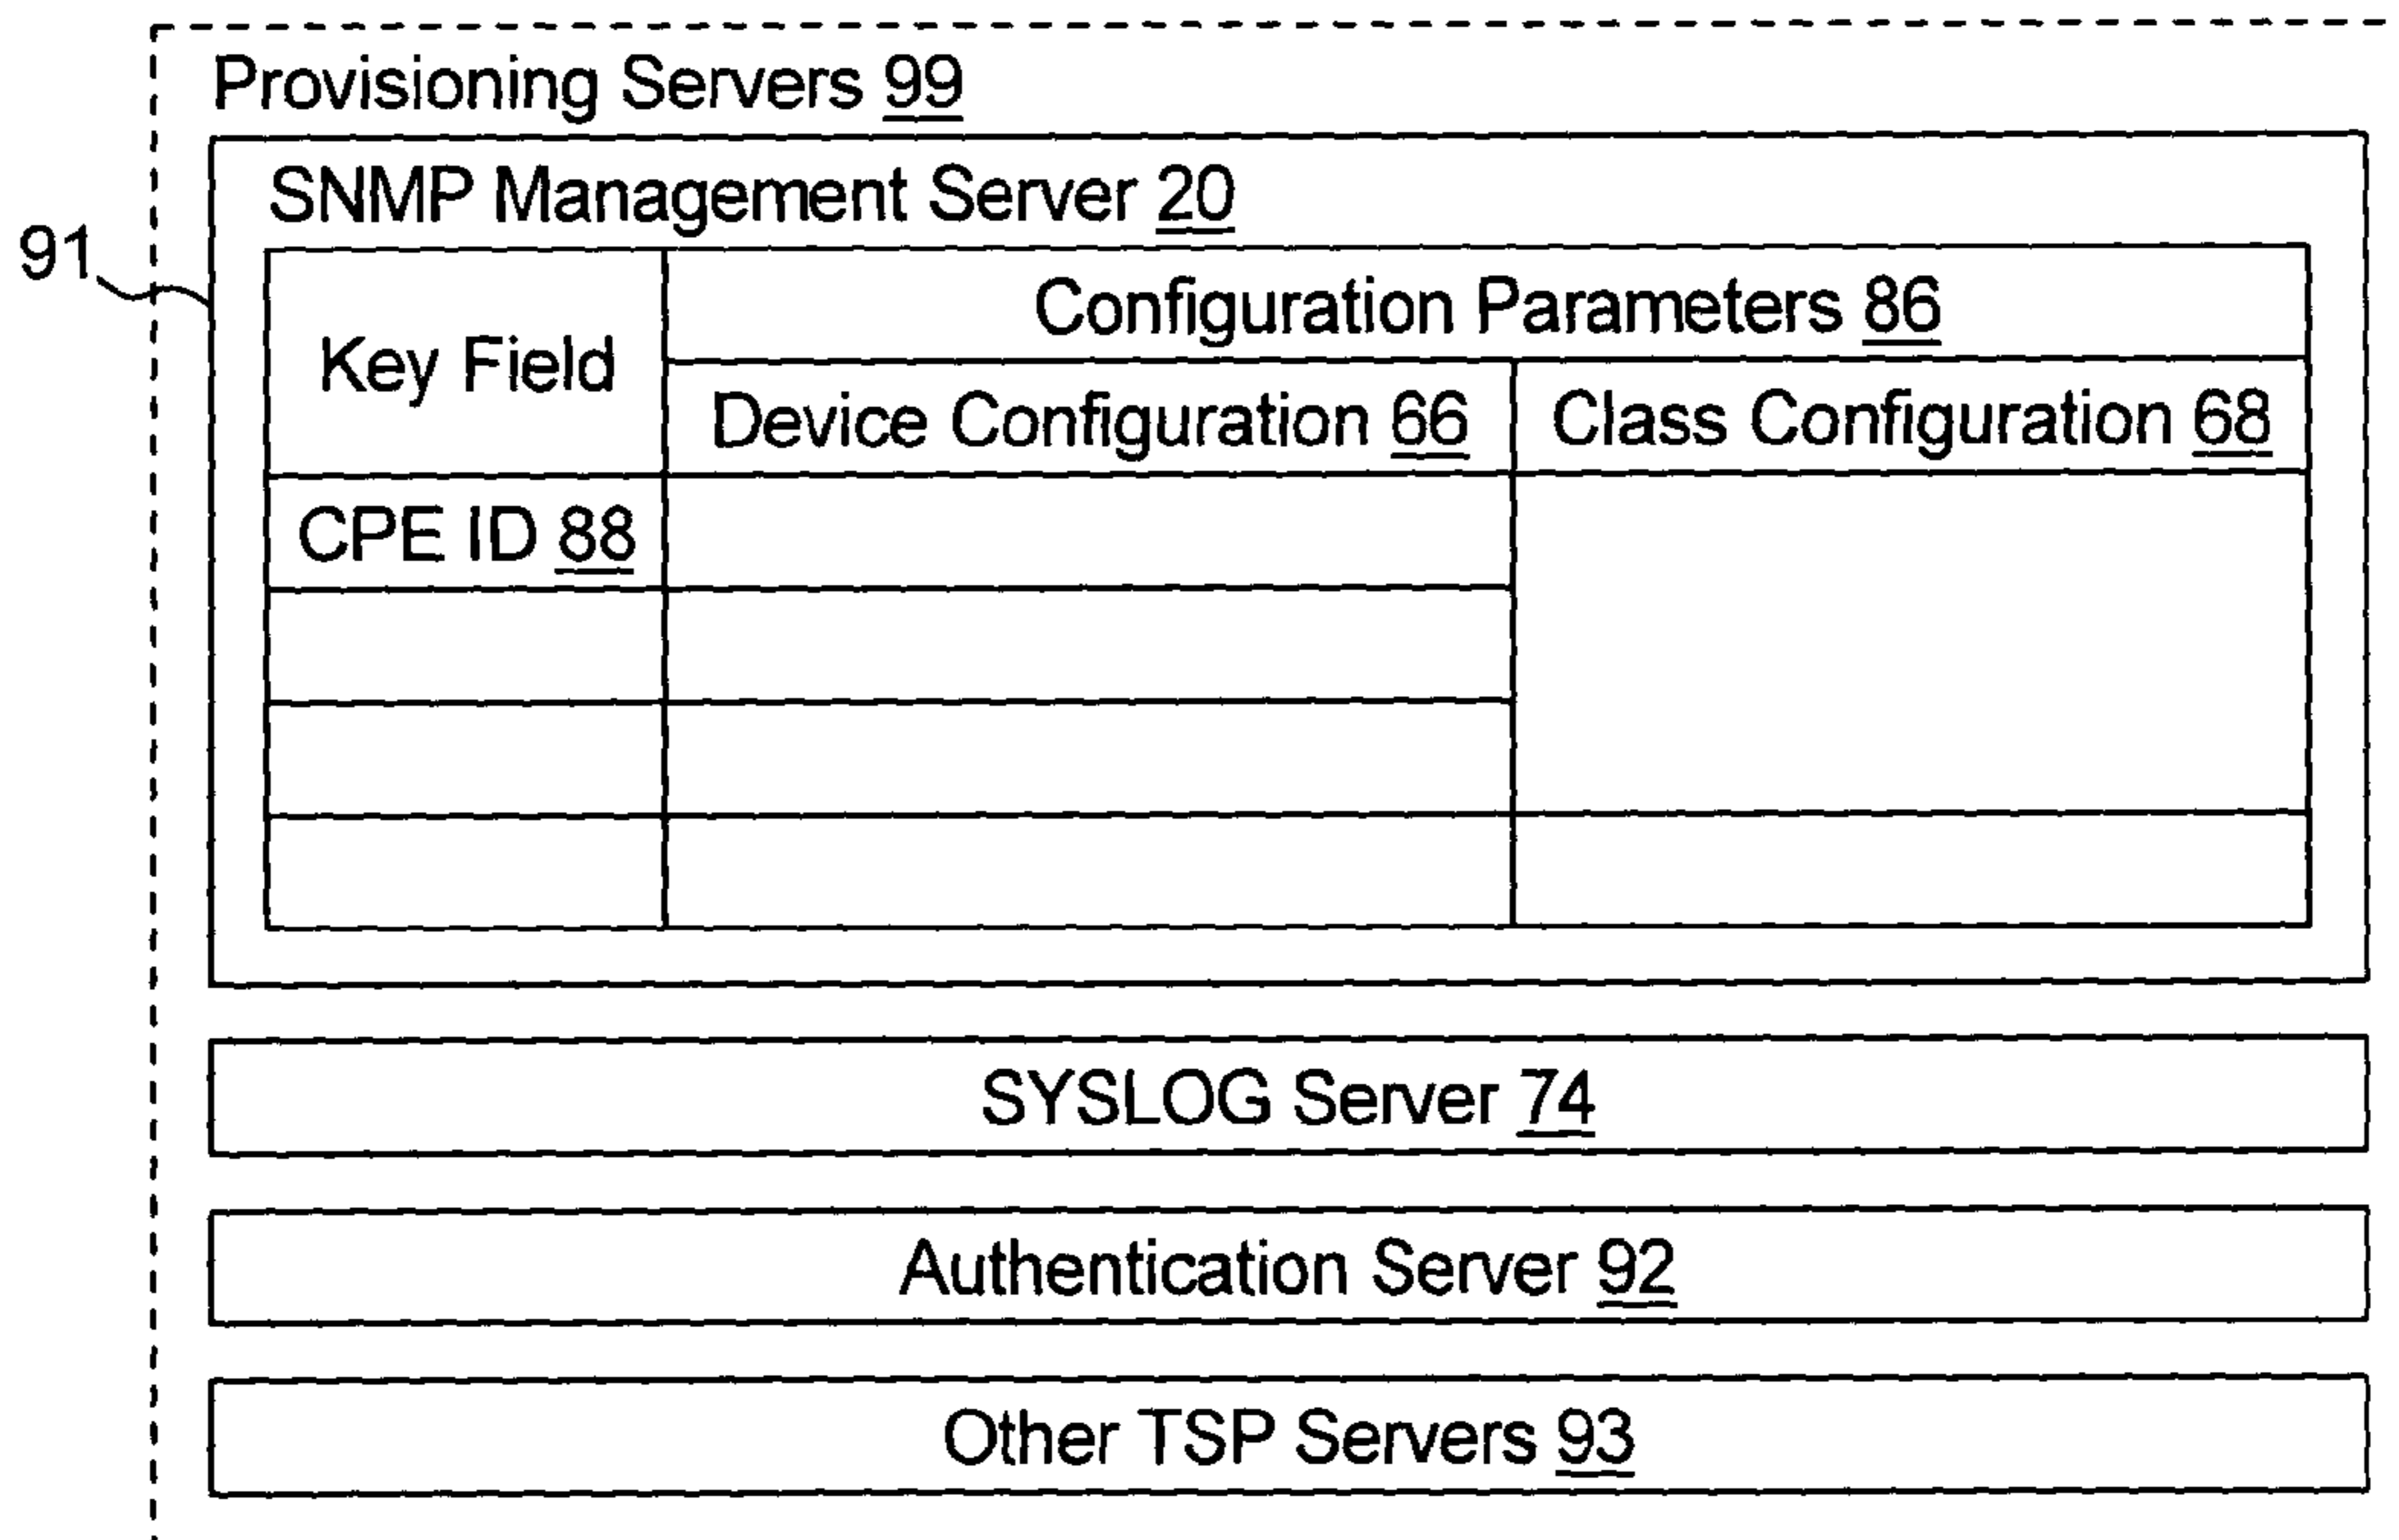 Provisioning Servers 99
SNMP Management Server 20
91
Key Field
Configuration Parameters 86
Device Configuration 66
Class Configuration 68
CPE ID 88
SYSLOG Server 74
Authentication Server 92
Other TSP Servers 93